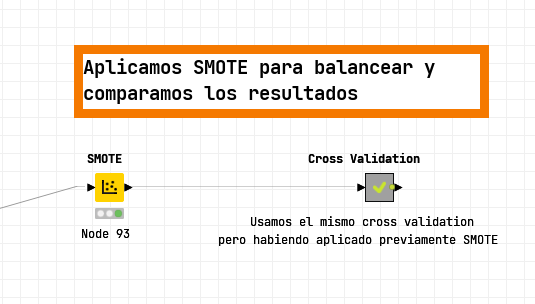 Aplicamos SMOTE para balancear y
comparamos los resultados
SMOTE
Cross Validation
Node 93
Usamos el mismo cross validation
pero habiendo aplicado previamente SMOTE